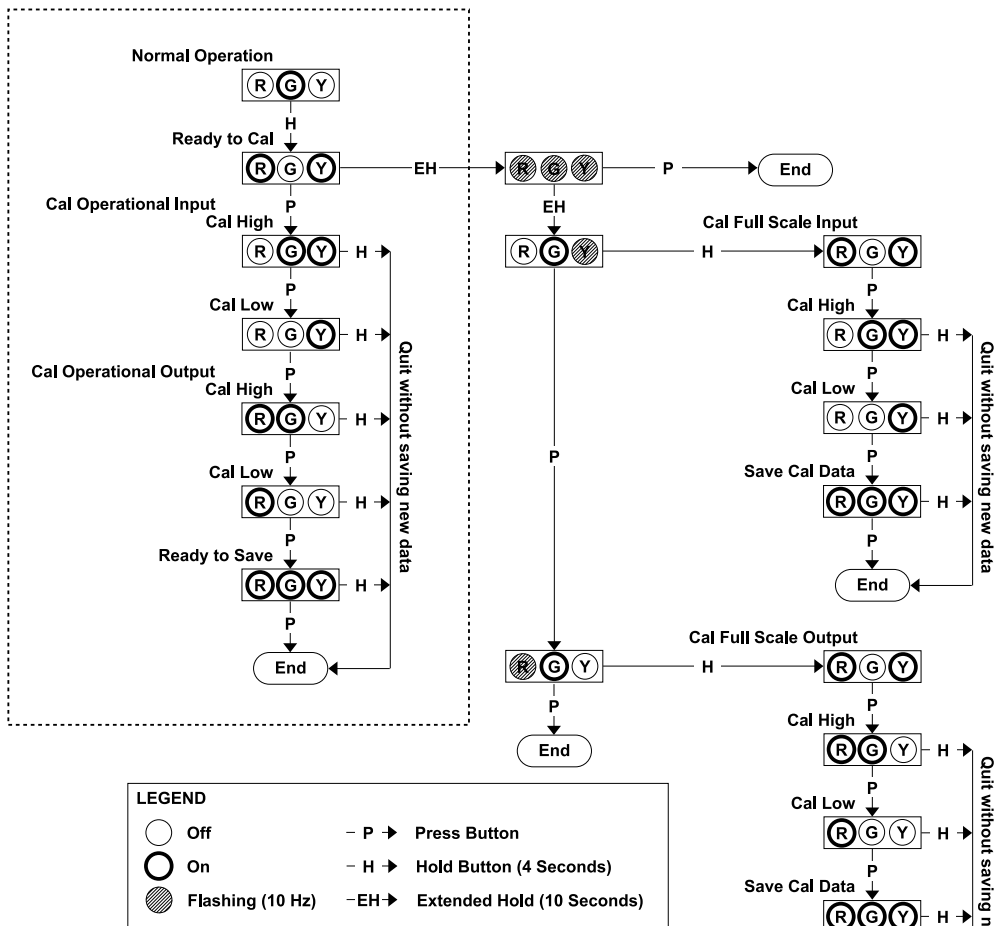 Normal Operation
R G Y
H
Ready to Cal
R G Y
EH
R G Y
P
End
P
EH
Cal Operational Input
Cal High
R G Y
H
R G Y
H
Cal Full Scale Input
R G Y
P
P
Cal Low
R G Y
H
Cal High
R G Y
H
P
P
Cal Operational Output
Cal High
R G Y
H
Cal Low
R G Y
H
P
P
P
Cal Low
R G Y
H
Save Cal Data
R G Y
H
P
P
Ready to Save
R G Y
H
End
P
End
Quit without saving new data
Quit without saving new data
R G Y
H
Cal Full Scale Output
R G Y
P
P
End
Cal High
R G Y
H
P
Cal Low
R G Y
H
P
Save Cal Data
R G Y
H
Quit without saving n
LEGEND
Off
P
Press Button
On
H
Hold Button (4 Seconds)
Flashing (10 Hz)
EH
Extended Hold (10 Seconds)